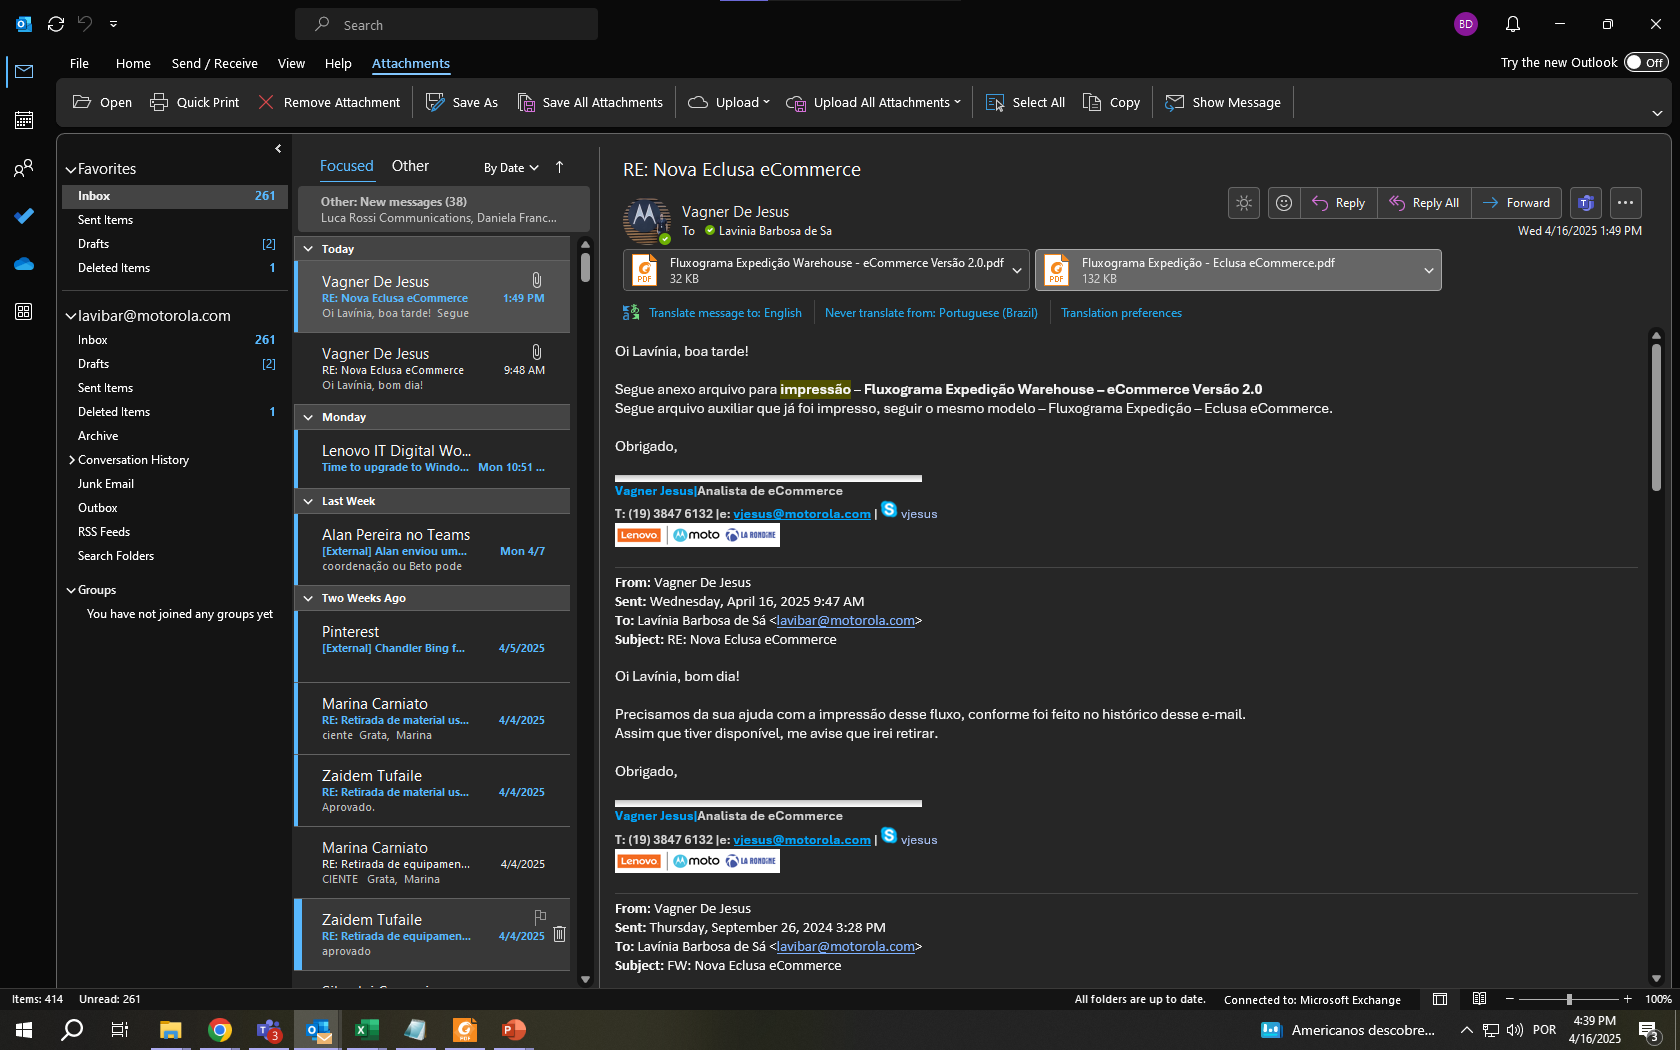 Search
BD
File Home Send / Receive View Help Attachments
Try the new Outlook Off
Open Quick Print Remove Attachment Save As Save All Attachments Upload Upload All Attachments Select All Copy Show Message
Favorites
Inbox 261
Sent Items
Drafts [2]
Deleted Items 1
lavibar@motorola.com
Inbox 261
Drafts [2]
Sent Items
Deleted Items 1
Archive
Conversation History
Junk Email
Outbox
RSS Feeds
Search Folders
Groups
You have not joined any groups yet
Focused Other By Date
Other: New messages (38)
Luca Rossi Communications, Daniela Franc...
Today
Vagner De Jesus
RE: Nova Eclusa eCommerce 1:49 PM
Oi Lavínia, boa tarde! Segue
Vagner De Jesus
RE: Nova Eclusa eCommerce 9:48 AM
Oi Lavínia, bom dia!
Monday
Lenovo IT Digital Wo...
Time to upgrade to Windo... Mon 10:51 ...
Last Week
Alan Pereira no Teams
[External] Alan enviou um... Mon 4/7
coordenação ou Beto pode
Two Weeks Ago
Pinterest
[External] Chandler Bing f... 4/5/2025
Marina Carniato
RE: Retirada de material us... 4/4/2025
ciente Grata, Marina
Zaidem Tufaile
RE: Retirada de material us... 4/4/2025
Aprovado.
Marina Carniato
RE: Retirada de equipamen... 4/4/2025
CIENTE Grata, Marina
Zaidem Tufaile
RE: Retirada de equipamen... 4/4/2025
aprovado
RE: Nova Eclusa eCommerce
Vagner De Jesus
To Lavinia Barbosa de Sa
Reply Reply All Forward
Wed 4/16/2025 1:49 PM
Fluxograma Expedição Warehouse - eCommerce Versão 2.0.pdf
32 KB
Fluxograma Expedição - Eclusa eCommerce.pdf
132 KB
Translate message to: English Never translate from: Portuguese (Brazil) Translation preferences
Oi Lavínia, boa tarde!
Segue anexo arquivo para impressão – Fluxograma Expedição Warehouse – eCommerce Versão 2.0
Segue arquivo auxiliar que já foi impresso, seguir o mesmo modelo – Fluxograma Expedição – Eclusa eCommerce.
Obrigado,
Vagner Jesus|Analista de eCommerce
T: (19) 3847 6132 |e: vjesus@motorola.com | vjesus
Lenovo moto LA RONDINE
From: Vagner De Jesus
Sent: Wednesday, April 16, 2025 9:47 AM
To: Lavínia Barbosa de Sá <lavibar@motorola.com>
Subject: RE: Nova Eclusa eCommerce
Oi Lavínia, bom dia!
Precisamos da sua ajuda com a impressão desse fluxo, conforme foi feito no histórico desse e-mail.
Assim que tiver disponível, me avise que irei retirar.
Obrigado,
Vagner Jesus|Analista de eCommerce
T: (19) 3847 6132 |e: vjesus@motorola.com | vjesus
Lenovo moto LA RONDINE
From: Vagner De Jesus
Sent: Thursday, September 26, 2024 3:28 PM
To: Lavínia Barbosa de Sá <lavibar@motorola.com>
Subject: FW: Nova Eclusa eCommerce
Items: 414 Unread: 261
All folders are up to date. Connected to: Microsoft Exchange 100%
3
Americanos descobre... POR
4:39 PM
4/16/2025
3